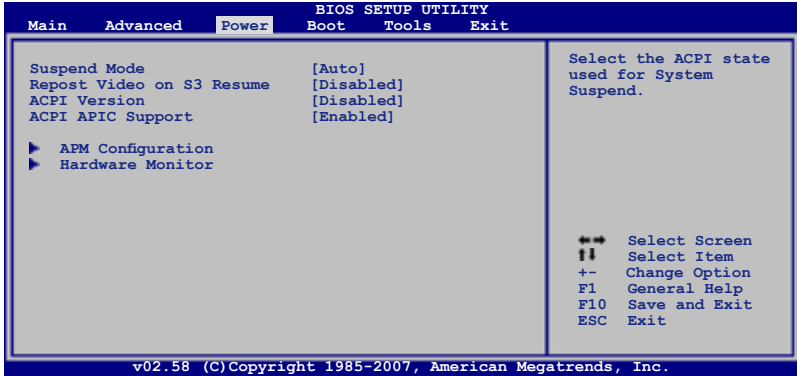 BIOS SETUP UTILITY
Main Advanced Power Boot Tools Exit
Suspend Mode [Auto]
Repost Video on S3 Resume [Disabled]
ACPI Version [Disabled]
ACPI APIC Support [Enabled]
APM Configuration
Hardware Monitor
Select the ACPI state
used for System
Suspend.
Select Screen
Select Item
+- Change Option
F1 General Help
F10 Save and Exit
ESC Exit
v02.58 (C)Copyright 1985-2007, American Megatrends, Inc.